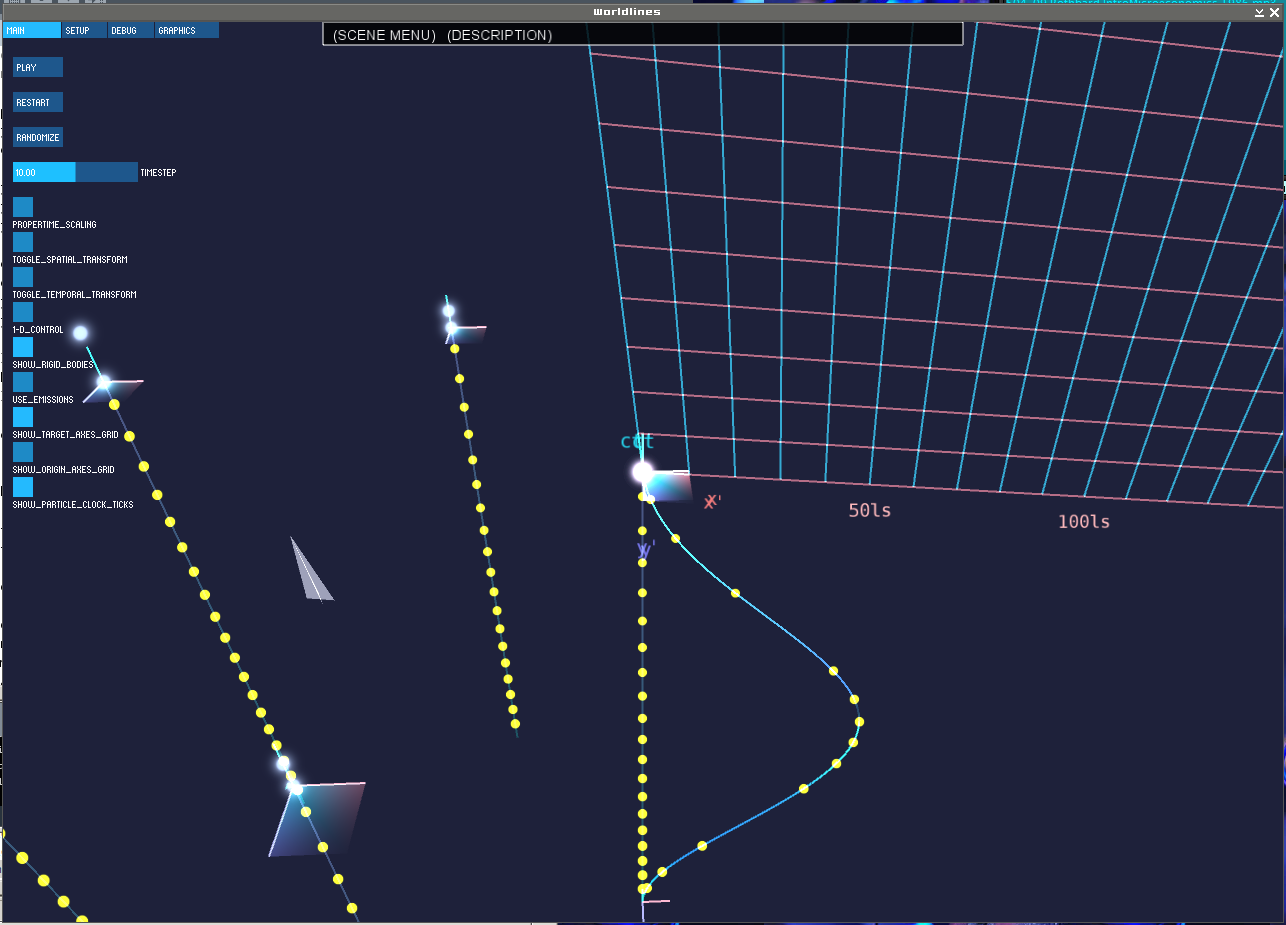 Worldlines
MAIN SETUP DEBUG GRAPHICS
(SCENE MENU) (DESCRIPTION)
PLAY
RESTART
RANDOMIZE
10.00 TIMESTEP
PROPERTIME_SCALING
TOGGLE_SPATIAL_TRANSFORM
TOGGLE_TEMPORAL_TRANSFORM
1-D_CONTROL
SHOW_RIGID_BODIES
USE_EMISSIONS
SHOW_TARGET_AXES_GRID
SHOW_ORIGIN_AXES_GRID
SHOW_PARTICLE_CLOCK_TICKS
x'
50ls
100ls
y'